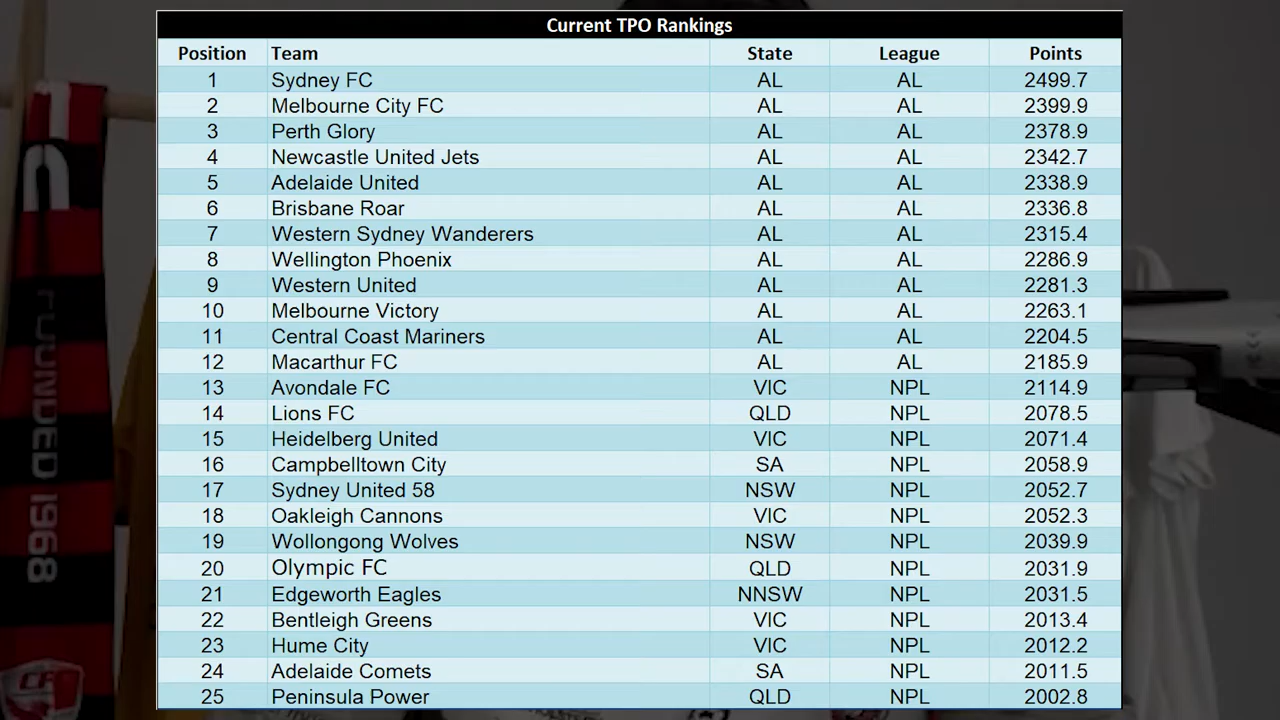 Current TPO Rankings
Position Team State League Points
1 Sydney FC AL AL 2499.7
2 Melbourne City FC AL AL 2399.9
3 Perth Glory AL AL 2378.9
4 Newcastle United Jets AL AL 2342.7
5 Adelaide United AL AL 2338.9
6 Brisbane Roar AL AL 2336.8
7 Western Sydney Wanderers AL AL 2315.4
8 Wellington Phoenix AL AL 2286.9
9 Western United AL AL 2281.3
10 Melbourne Victory AL AL 2263.1
11 Central Coast Mariners AL AL 2204.5
12 Macarthur FC AL AL 2185.9
13 Avondale FC VIC NPL 2114.9
14 Lions FC QLD NPL 2078.5
15 Heidelberg United VIC NPL 2071.4
16 Campbelltown City SA NPL 2058.9
17 Sydney United 58 NSW NPL 2052.7
18 Oakleigh Cannons VIC NPL 2052.3
19 Wollongong Wolves NSW NPL 2039.9
20 Olympic FC QLD NPL 2031.9
21 Edgeworth Eagles NNSW NPL 2031.5
22 Bentleigh Greens VIC NPL 2013.4
23 Hume City VIC NPL 2012.2
24 Adelaide Comets SA NPL 2011.5
25 Peninsula Power QLD NPL 2002.8
FOUNDED 1968